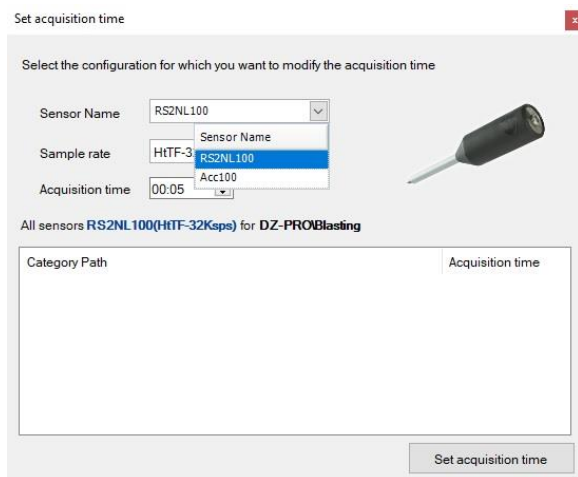 Set acquisition time
x
Select the configuration for which you want to modify the acquisition time
Sensor Name RS2NL100
Sensor Name
Sample rate HtTF-3
RS2NL100
Acc100
Acquisition time 00:05
All sensors RS2NL100(HtTF-32Ksps) for DZ-PRO\Blasting
Category Path Acquisition time
Set acquisition time